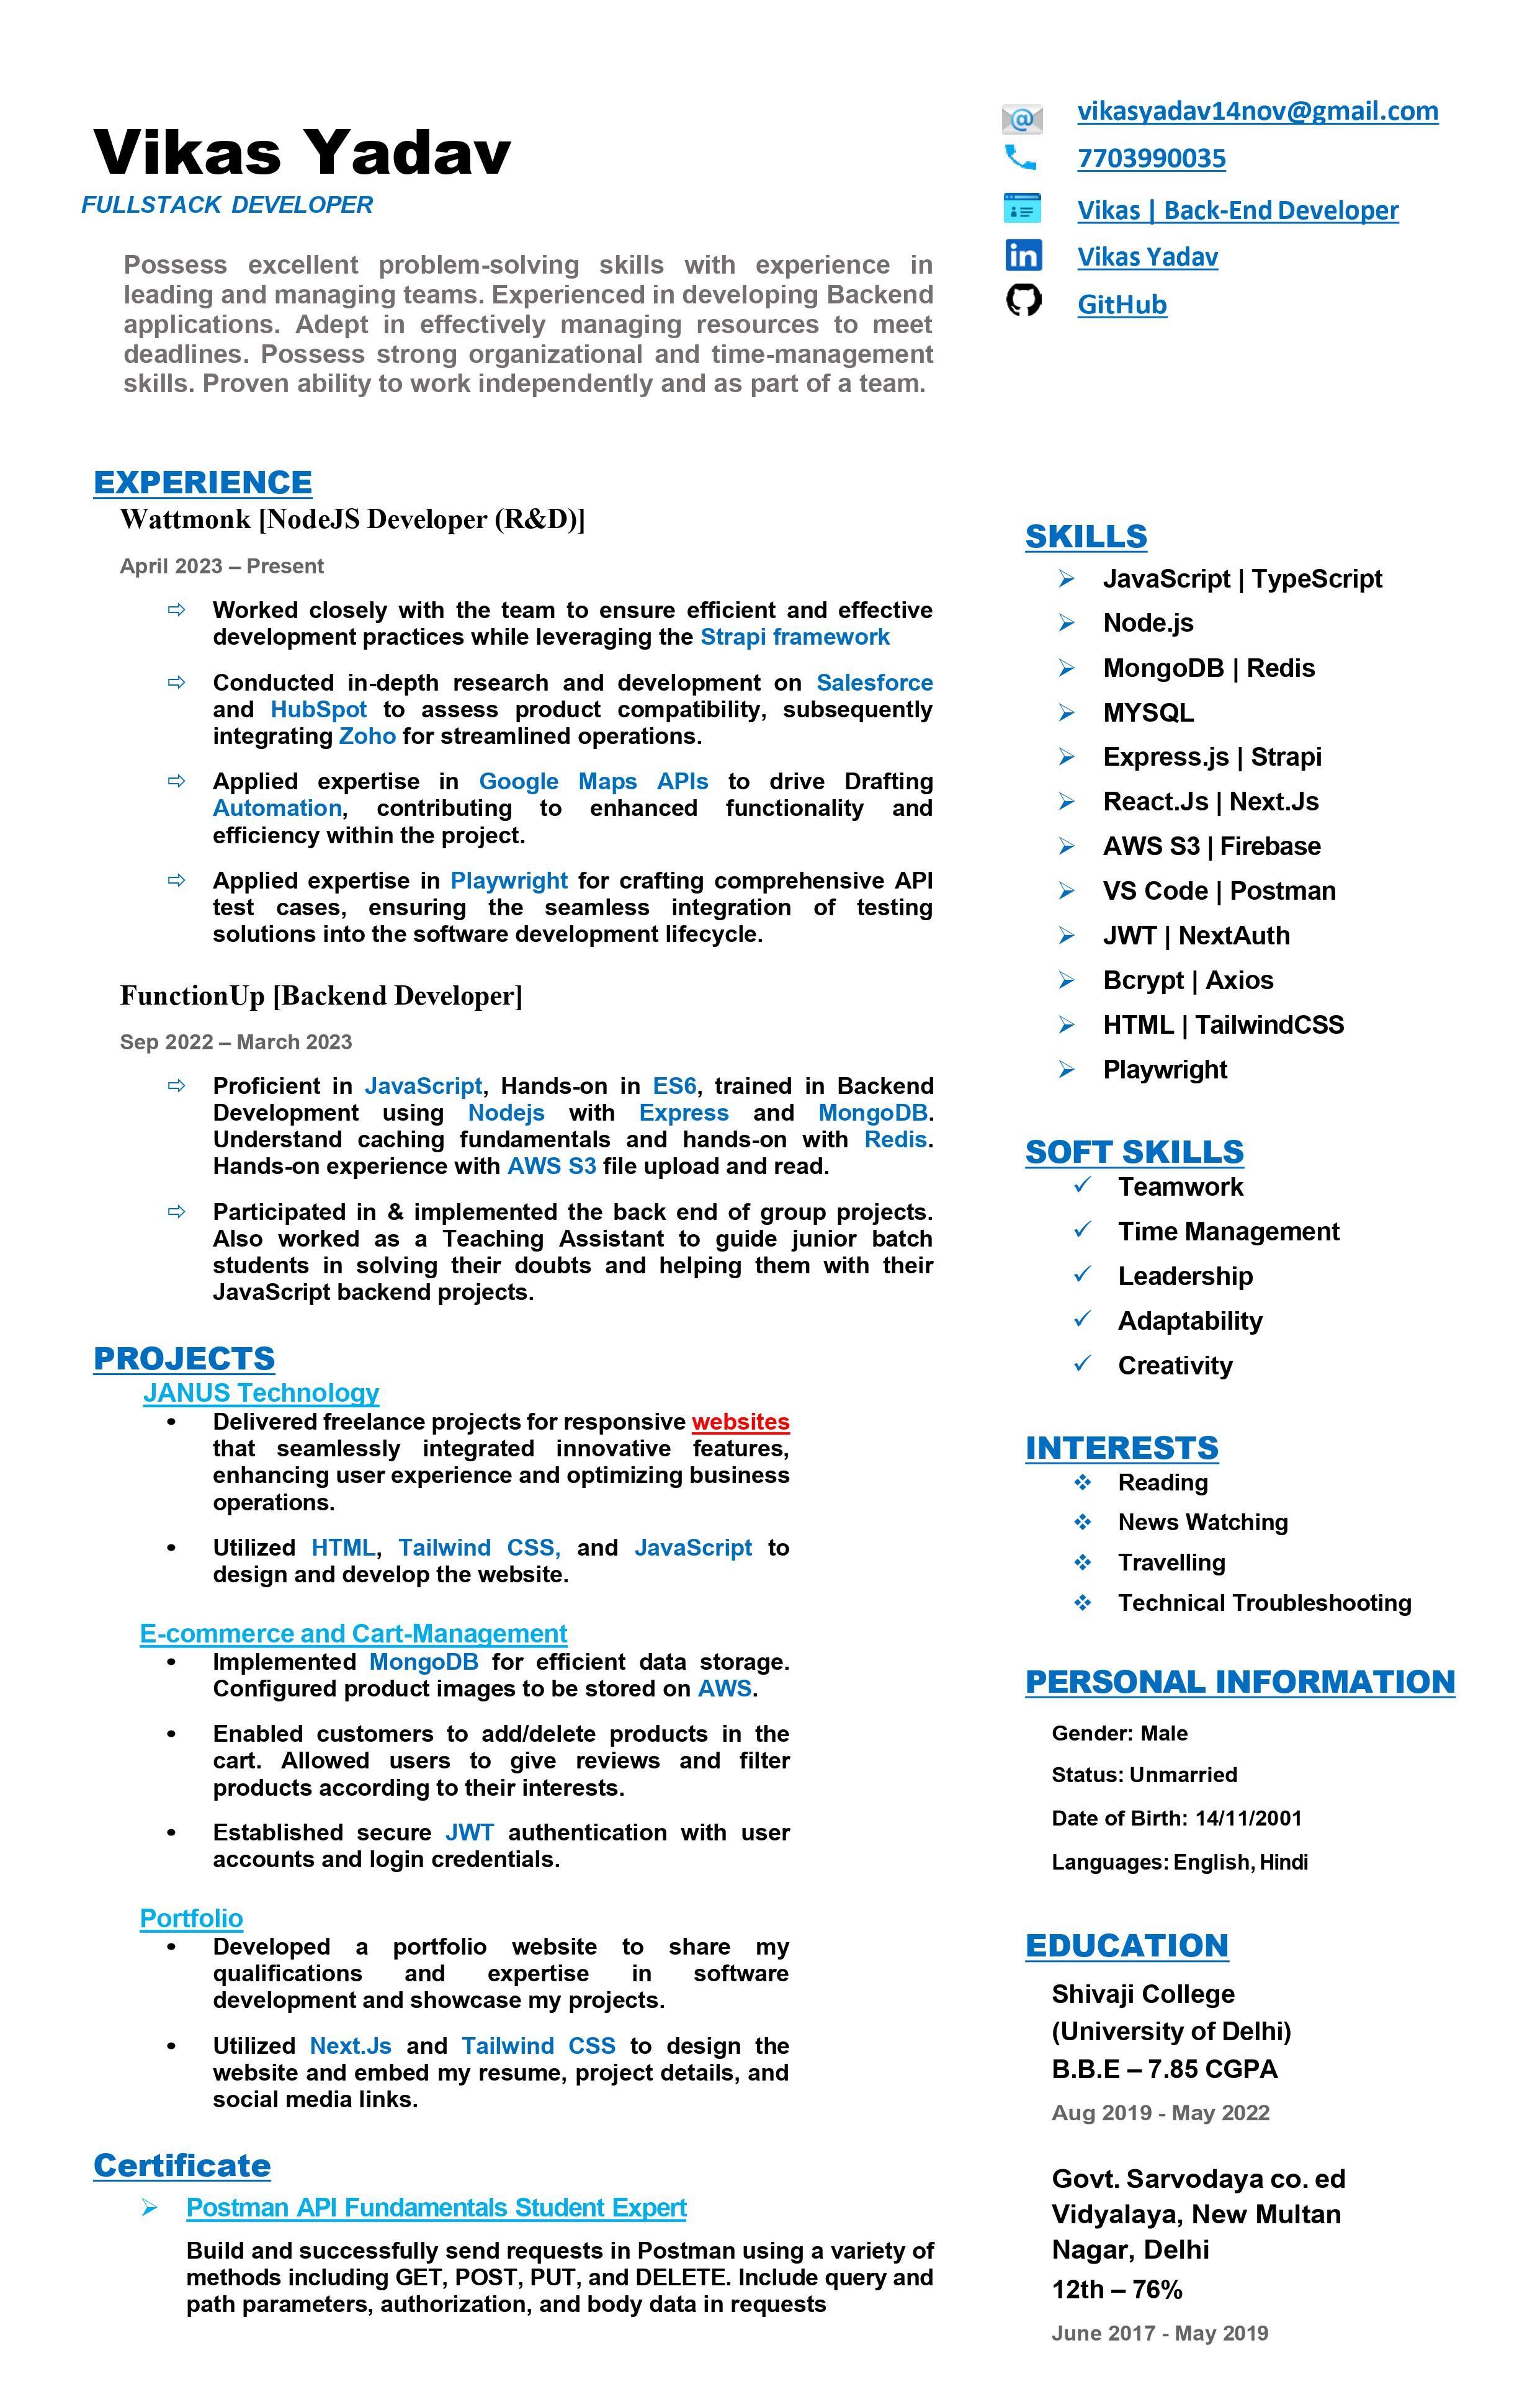 Vikas Yadav
FULLSTACK DEVELOPER
Possess excellent problem-solving skills with experience in
leading and managing teams. Experienced in developing Backend
applications. Adept in effectively managing resources to meet
deadlines. Possess strong organizational and time-management
skills. Proven ability to work independently and as part of a team.
vikasyadav14nov@gmail.com
7703990035
Vikas | Back-End Developer
Vikas Yadav
GitHub
EXPERIENCE
Wattmonk [NodeJS Developer (R&D)]
April 2023 – Present
⇨ Worked closely with the team to ensure efficient and effective
development practices while leveraging the Strapi framework
⇨ Conducted in-depth research and development on Salesforce
and HubSpot to assess product compatibility, subsequently
integrating Zoho for streamlined operations.
⇨ Applied expertise in Google Maps APIs to drive Drafting
Automation, contributing to enhanced functionality and
efficiency within the project.
⇨ Applied expertise in Playwright for crafting comprehensive API
test cases, ensuring the seamless integration of testing
solutions into the software development lifecycle.
FunctionUp [Backend Developer]
Sep 2022 – March 2023
⇨ Proficient in JavaScript, Hands-on in ES6, trained in Backend
Development using Nodejs with Express and MongoDB.
Understand caching fundamentals and hands-on with Redis.
Hands-on experience with AWS S3 file upload and read.
⇨ Participated in & implemented the back end of group projects.
Also worked as a Teaching Assistant to guide junior batch
students in solving their doubts and helping them with their
JavaScript backend projects.
PROJECTS
JANUS Technology
• Delivered freelance projects for responsive websites
that seamlessly integrated innovative features,
enhancing user experience and optimizing business
operations.
• Utilized HTML, Tailwind CSS, and JavaScript to
design and develop the website.
E-commerce and Cart-Management
• Implemented MongoDB for efficient data storage.
Configured product images to be stored on AWS.
• Enabled customers to add/delete products in the
cart. Allowed users to give reviews and filter
products according to their interests.
• Established secure JWT authentication with user
accounts and login credentials.
Portfolio
• Developed a portfolio website to share my
qualifications and expertise in software
development and showcase my projects.
• Utilized Next.Js and Tailwind CSS to design the
website and embed my resume, project details, and
social media links.
Certificate
➢ Postman API Fundamentals Student Expert
Build and successfully send requests in Postman using a variety of
methods including GET, POST, PUT, and DELETE. Include query and
path parameters, authorization, and body data in requests
SKILLS
➢ JavaScript | TypeScript
➢ Node.js
➢ MongoDB | Redis
➢ MYSQL
➢ Express.js | Strapi
➢ React.Js | Next.Js
➢ AWS S3 | Firebase
➢ VS Code | Postman
➢ JWT | NextAuth
➢ Bcrypt | Axios
➢ HTML | TailwindCSS
➢ Playwright
SOFT SKILLS
✓ Teamwork
✓ Time Management
✓ Leadership
✓ Adaptability
✓ Creativity
INTERESTS
❖ Reading
❖ News Watching
❖ Travelling
❖ Technical Troubleshooting
PERSONAL INFORMATION
Gender: Male
Status: Unmarried
Date of Birth: 14/11/2001
Languages: English, Hindi
EDUCATION
Shivaji College
(University of Delhi)
B.B.E – 7.85 CGPA
Aug 2019 - May 2022
Govt. Sarvodaya co. ed
Vidyalaya, New Multan
Nagar, Delhi
12th – 76%
June 2017 - May 2019